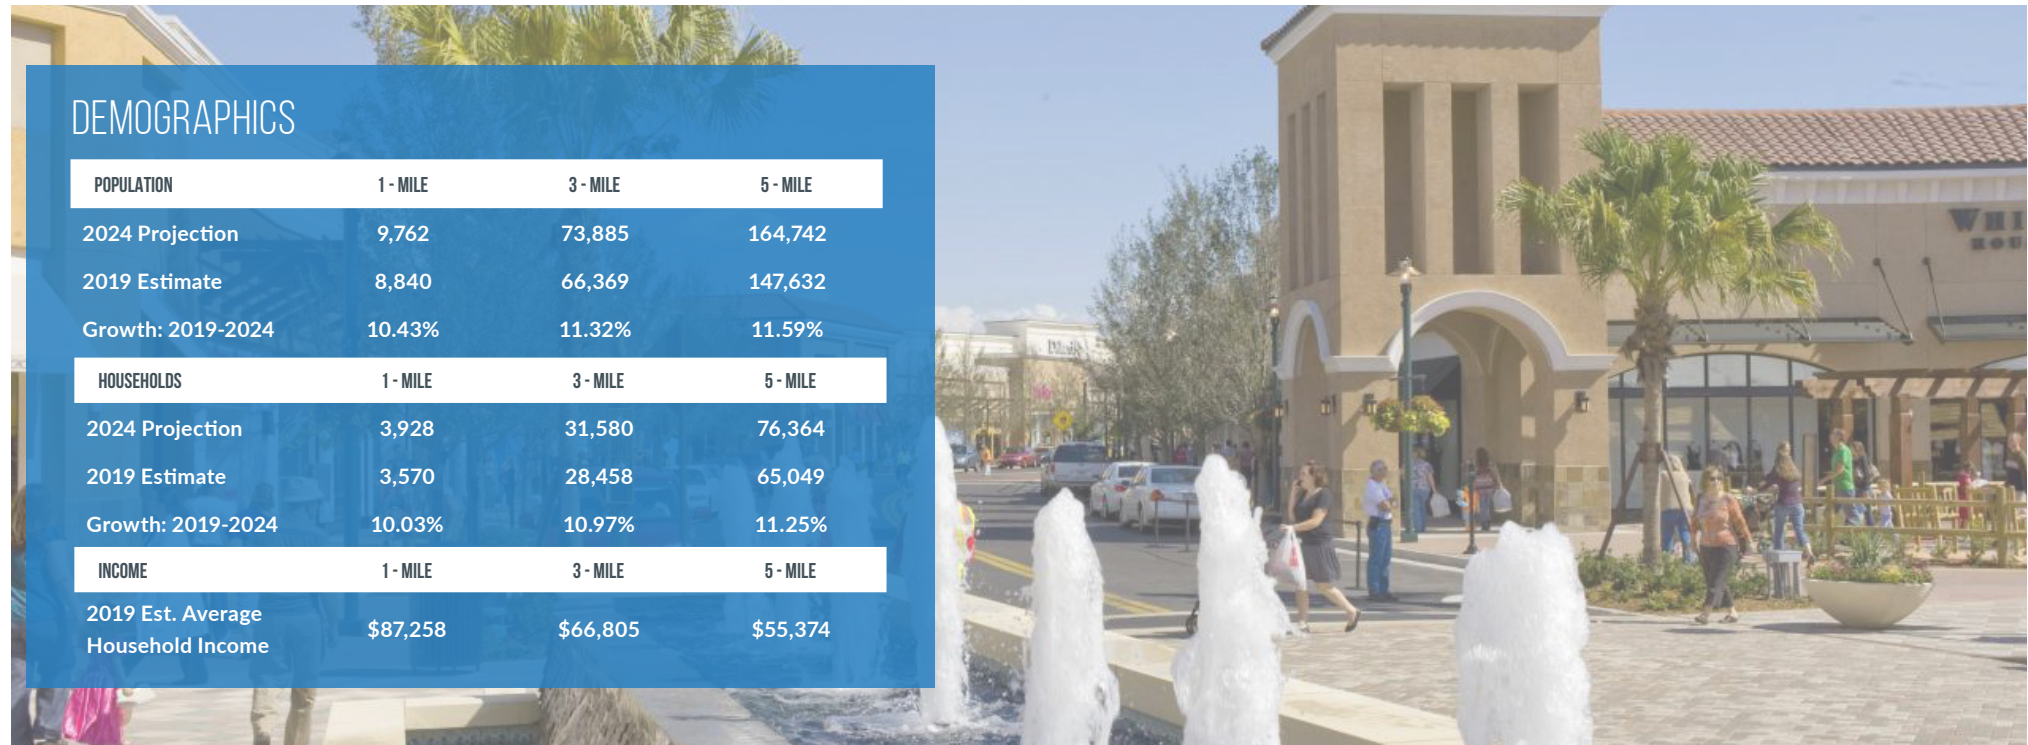 DEMOGRAPHICS
POPULATION 1 - MILE 3 - MILE 5 - MILE
2024 Projection 9,762 73,885 164,742
2019 Estimate 8,840 66,369 147,632
Growth: 2019-2024 10.43% 11.32% 11.59%
HOUSEHOLDS 1 - MILE 3 - MILE 5 - MILE
2024 Projection 3,928 31,580 76,364
2019 Estimate 3,570 28,458 65,049
Growth: 2019-2024 10.03% 10.97% 11.25%
INCOME 1 - MILE 3 - MILE 5 - MILE
2019 Est. Average
Household Income $87,258 $66,805 $55,374
Dillard's
WHI
HOU